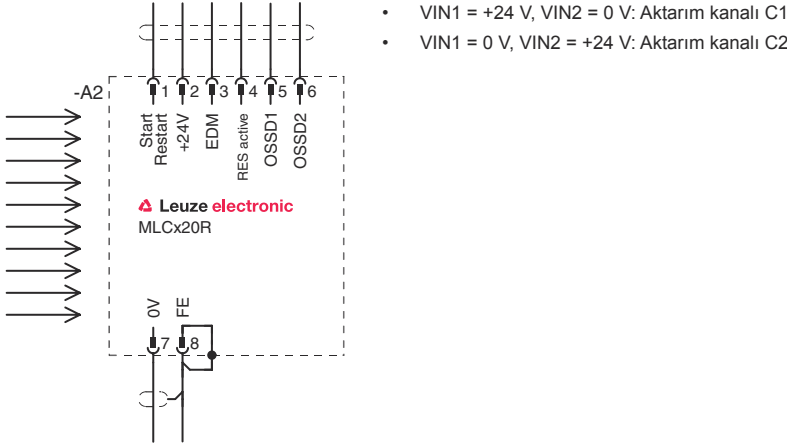 • VIN1 = +24 V, VIN2 = 0 V: Aktarım kanalı C1
• VIN1 = 0 V, VIN2 = +24 V: Aktarım kanalı C2
-A2
1 2 3 4 5 6
Start
Restart
+24V
EDM
RES active
OSSD1
OSSD2
Leuze electronic
MLCx20R
0V
FE
7 8